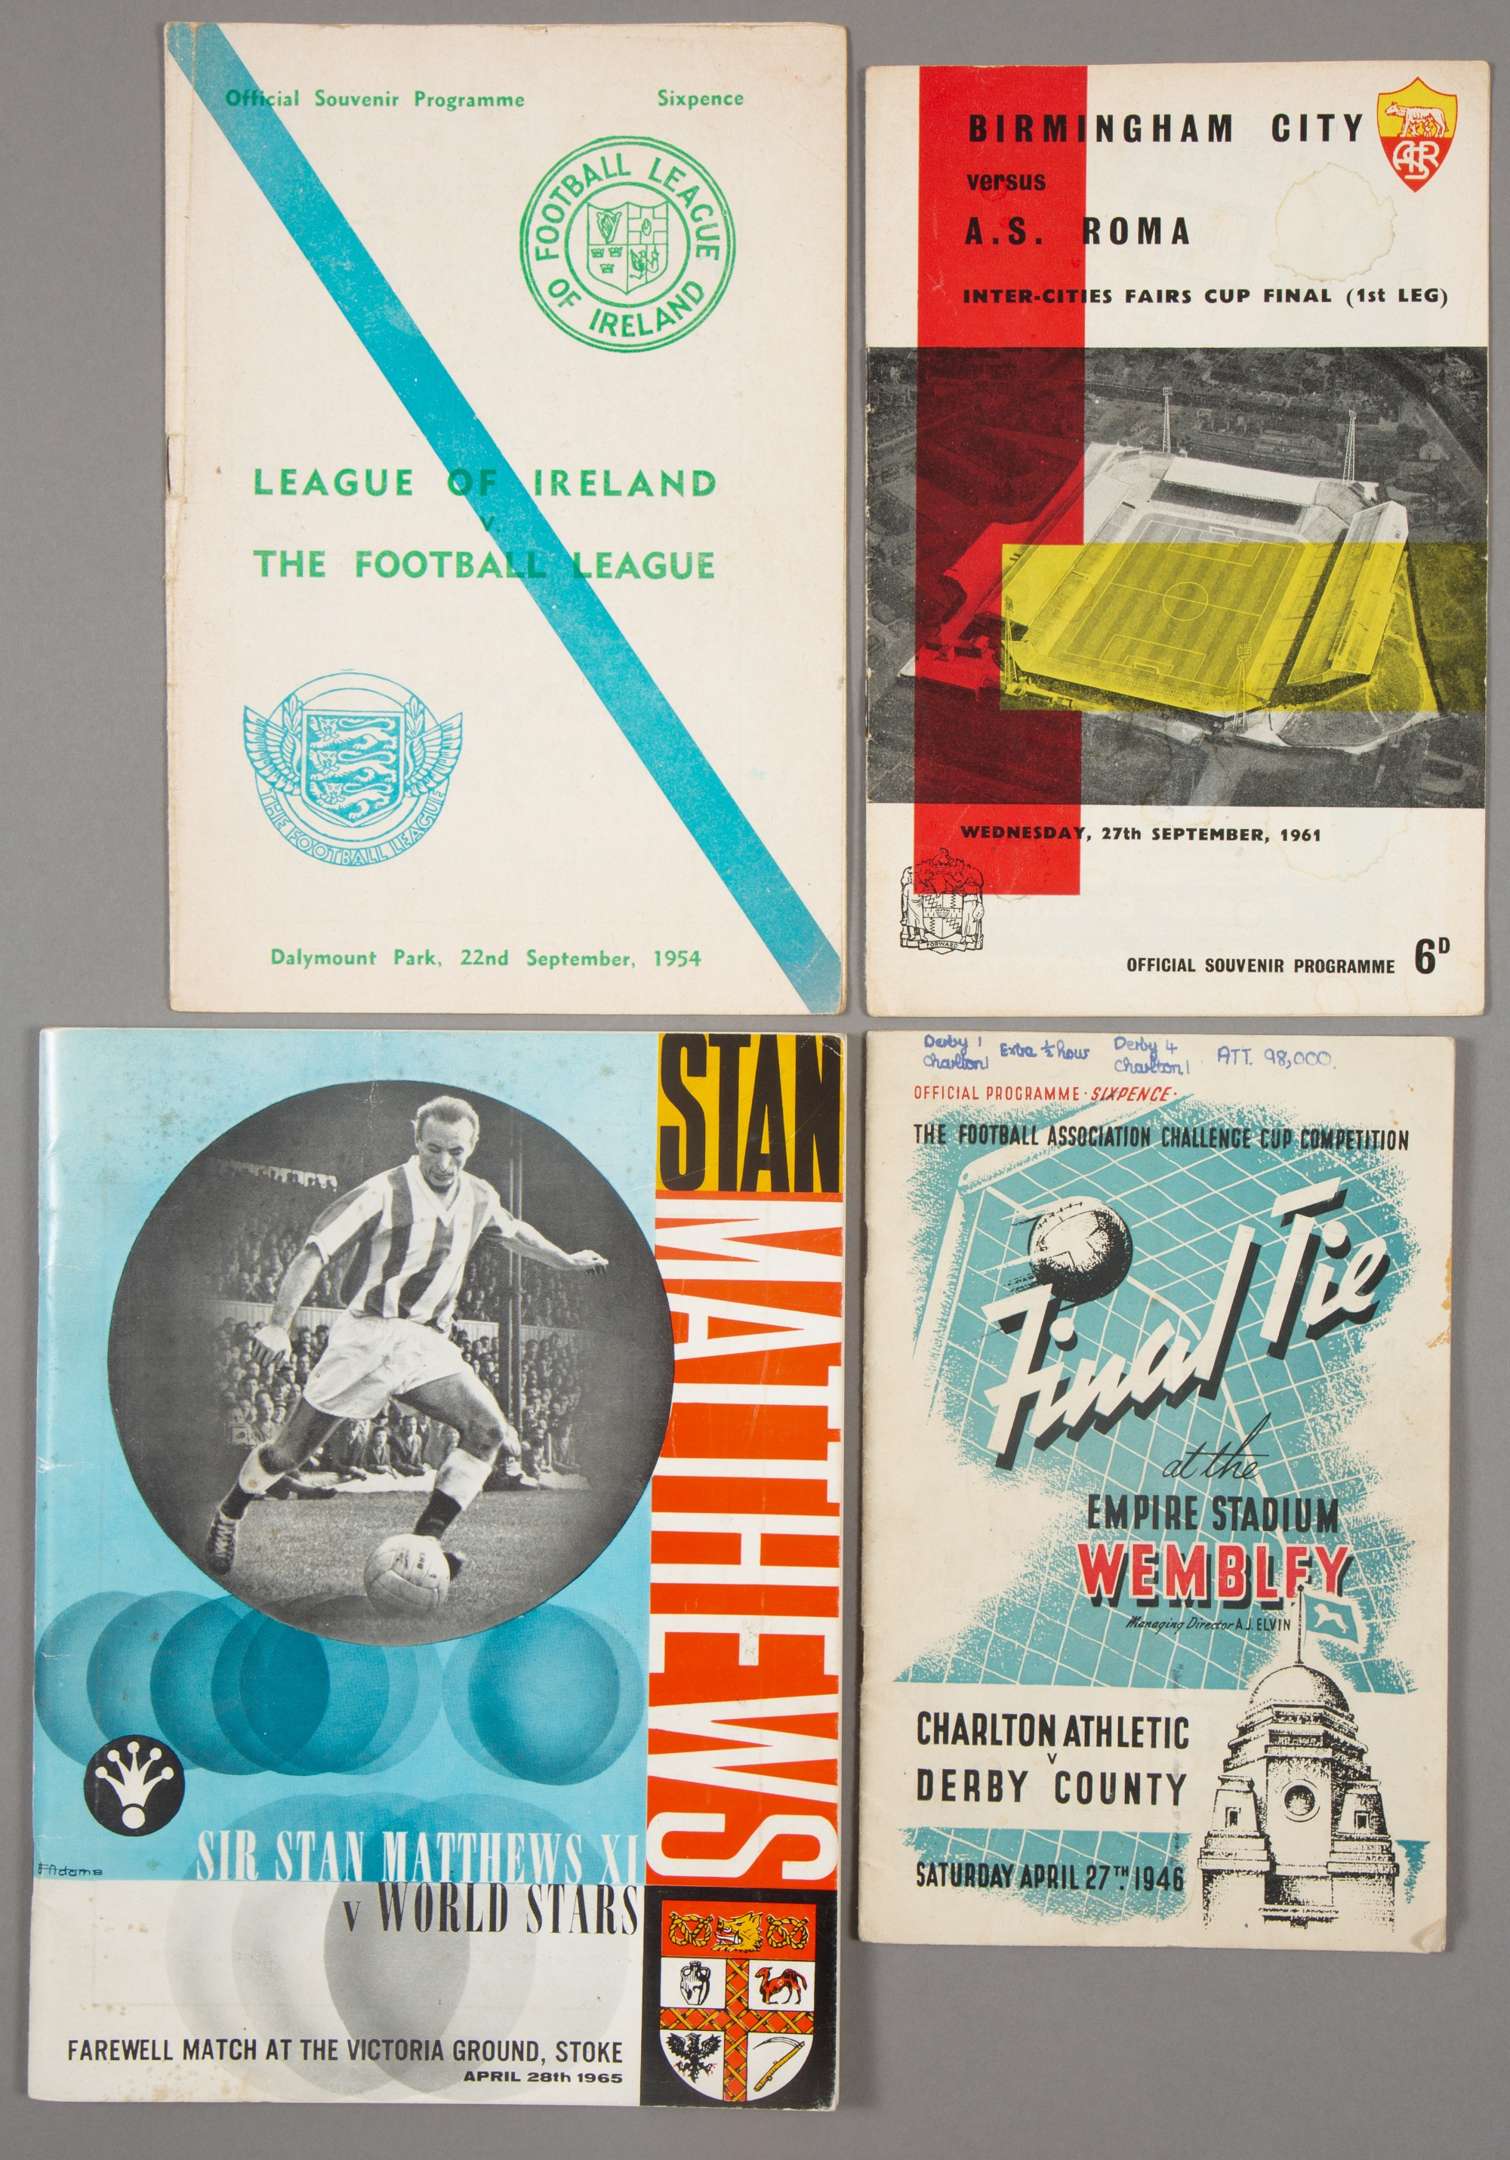 Official Souvenir Programme Sixpence
FOOTBALL LEAGUE
OF IRELAND
LEAGUE OF IRELAND
v.
THE FOOTBALL LEAGUE
THE FOOTBALL LEAGUE
Dalymount Park, 22nd September, 1954
BIRMINGHAM CITY
versus
A.S. ROMA
ASR
INTER-CITIES FAIRS CUP FINAL (1st LEG)
WEDNESDAY, 27th SEPTEMBER, 1961
FORWARD
OFFICIAL SOUVENIR PROGRAMME 6D
STAN
MATTHEWS
SIR STAN MATTHEWS XI
v WORLD STARS
FAREWELL MATCH AT THE VICTORIA GROUND, STOKE
APRIL 28th 1965
Derby 1 Extra ½ hour Derby 4 ATT. 98,000.
Charlton 1 Charlton 1
OFFICIAL PROGRAMME · SIXPENCE ·
THE FOOTBALL ASSOCIATION CHALLENGE CUP COMPETITION
Final Tie
at the
EMPIRE STADIUM
WEMBLEY
Managing Director A.J. ELVIN
CHARLTON ATHLETIC
v
DERBY COUNTY
SATURDAY APRIL 27TH. 1946